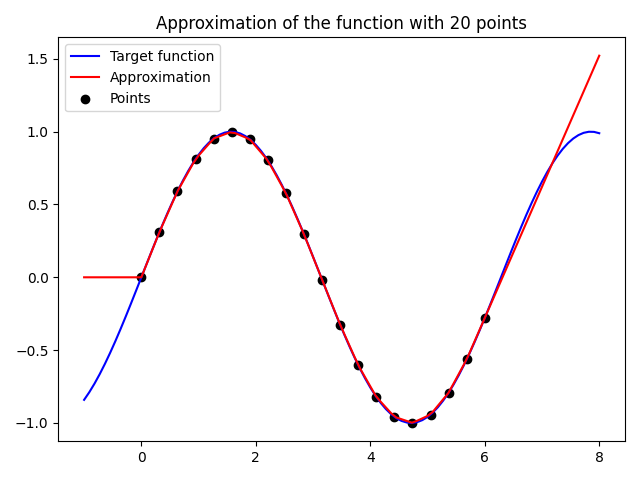 Approximation of the function with 20 points
Target function
Approximation
Points
1.5
1.0
0.5
0.0
−0.5
−1.0
0 2 4 6 8